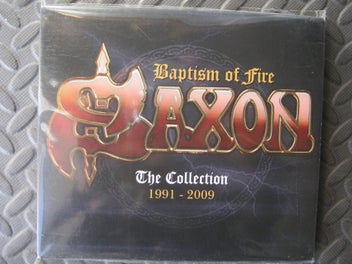 Baptism of Fire
SAXON
The Collection
1991 - 2009